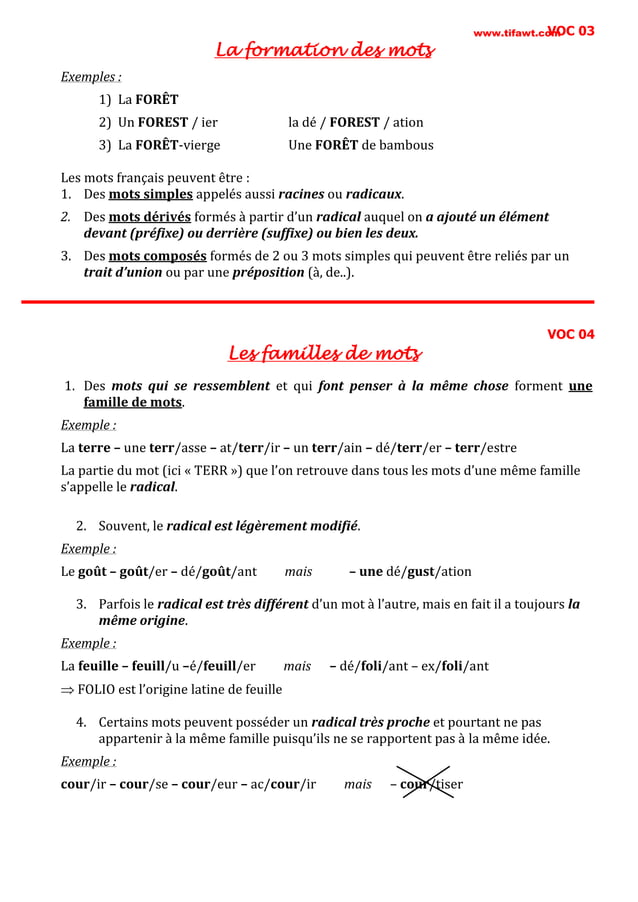 www.tifawt.com VOC 03
La formation des mots
Exemples :
1) La FORÊT
2) Un FOREST / ier la dé / FOREST / ation
3) La FORÊT-vierge Une FORÊT de bambous
Les mots français peuvent être :
1. Des mots simples appelés aussi racines ou radicaux.
2. Des mots dérivés formés à partir d’un radical auquel on a ajouté un élément
devant (préfixe) ou derrière (suffixe) ou bien les deux.
3. Des mots composés formés de 2 ou 3 mots simples qui peuvent être reliés par un
trait d’union ou par une préposition (à, de..).
VOC 04
Les familles de mots
1. Des mots qui se ressemblent et qui font penser à la même chose forment une
famille de mots.
Exemple :
La terre – une terr/asse – at/terr/ir – un terr/ain – dé/terr/er – terr/estre
La partie du mot (ici « TERR ») que l’on retrouve dans tous les mots d’une même famille
s’appelle le radical.
2. Souvent, le radical est légèrement modifié.
Exemple :
Le goût – goût/er – dé/goût/ant mais – une dé/gust/ation
3. Parfois le radical est très différent d’un mot à l’autre, mais en fait il a toujours la
même origine.
Exemple :
La feuille – feuill/u –é/feuill/er mais – dé/foli/ant – ex/foli/ant
⇒ FOLIO est l’origine latine de feuille
4. Certains mots peuvent posséder un radical très proche et pourtant ne pas
appartenir à la même famille puisqu’ils ne se rapportent pas à la même idée.
Exemple :
cour/ir – cour/se – cour/eur – ac/cour/ir mais – cour/tiser